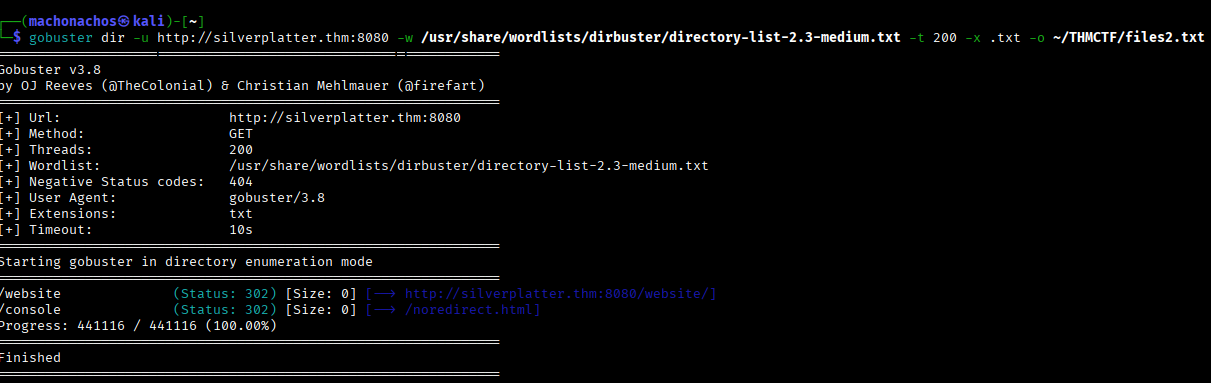 ┌──(machonachos㉿kali)-[~]
└─$ gobuster dir -u http://silverplatter.thm:8080 -w /usr/share/wordlists/dirbuster/directory-list-2.3-medium.txt -t 200 -x .txt -o ~/THMCTF/files2.txt
===============================================================
Gobuster v3.8
by OJ Reeves (@TheColonial) & Christian Mehlmauer (@firefart)
===============================================================
[+] Url:                     http://silverplatter.thm:8080
[+] Method:                  GET
[+] Threads:                 200
[+] Wordlist:                /usr/share/wordlists/dirbuster/directory-list-2.3-medium.txt
[+] Negative Status codes:   404
[+] User Agent:              gobuster/3.8
[+] Extensions:              txt
[+] Timeout:                 10s
===============================================================
Starting gobuster in directory enumeration mode
===============================================================
/website              (Status: 302) [Size: 0] [--> http://silverplatter.thm:8080/website/]
/console              (Status: 302) [Size: 0] [--> /noredirect.html]
Progress: 441116 / 441116 (100.00%)
===============================================================
Finished
===============================================================